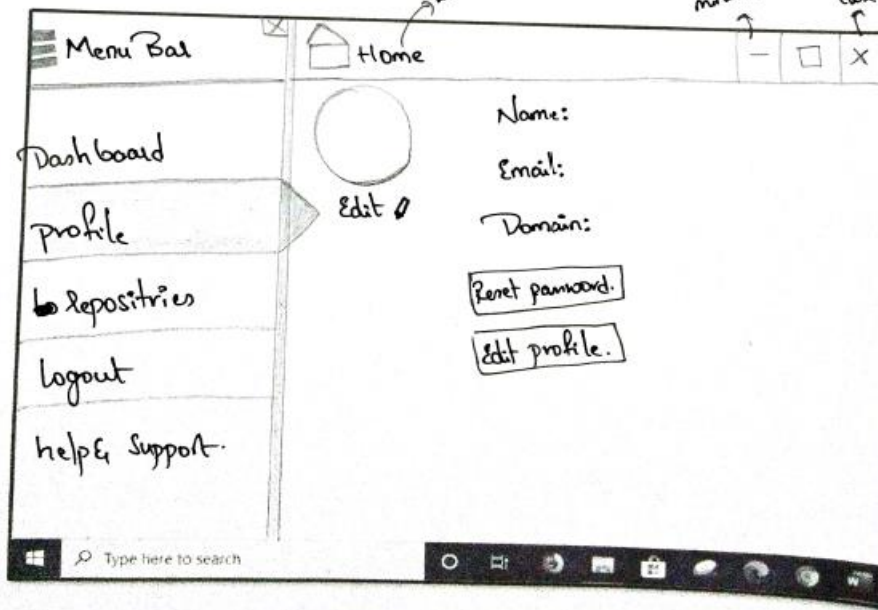 Menu Bar
Home
Dashboard
profile
Repositries
logout
help & Support.
Edit
Name:
Email:
Domain:
Reset password.
Edit profile.
Type here to search